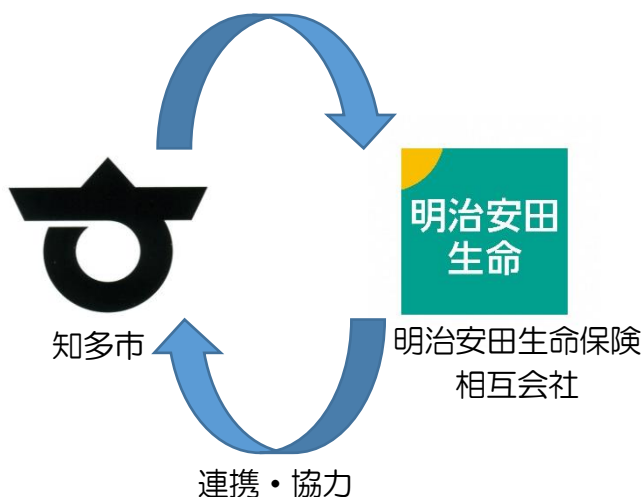 明治安田
生命
知多市
明治安田生命保険
相互会社
連携・協力